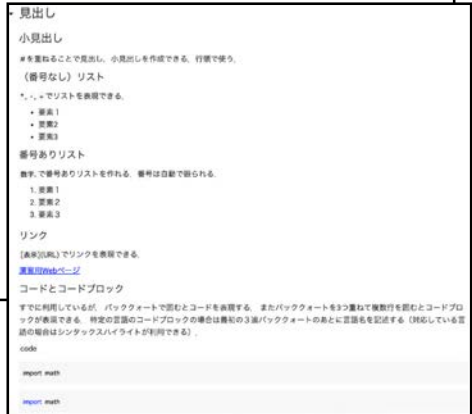 見出し
小見出し
#を重ねることで見出し、小見出しを作成できる。行頭で使う。
（番号なし）リスト
*, -, + でリストを表現できる。
• 要素1
• 要素2
• 要素3
番号ありリスト
数字. で番号ありリストを作れる。番号は自動で振られる。
1. 要素1
2. 要素2
3. 要素3
リンク
[表示](URL) でリンクを表現できる。
演習用Webページ
コードとコードブロック
すでに利用しているが、バッククォートで囲むとコードを表現する。またバッククォートを3つ重ねて複数行を囲むとコードブロ
ックが表現できる。特定の言語のコードブロックの場合は最初の3連バッククォートのあとに言語名を記述する（対応している言
語の場合はシンタックスハイライトが利用できる）。
code
import math
import math